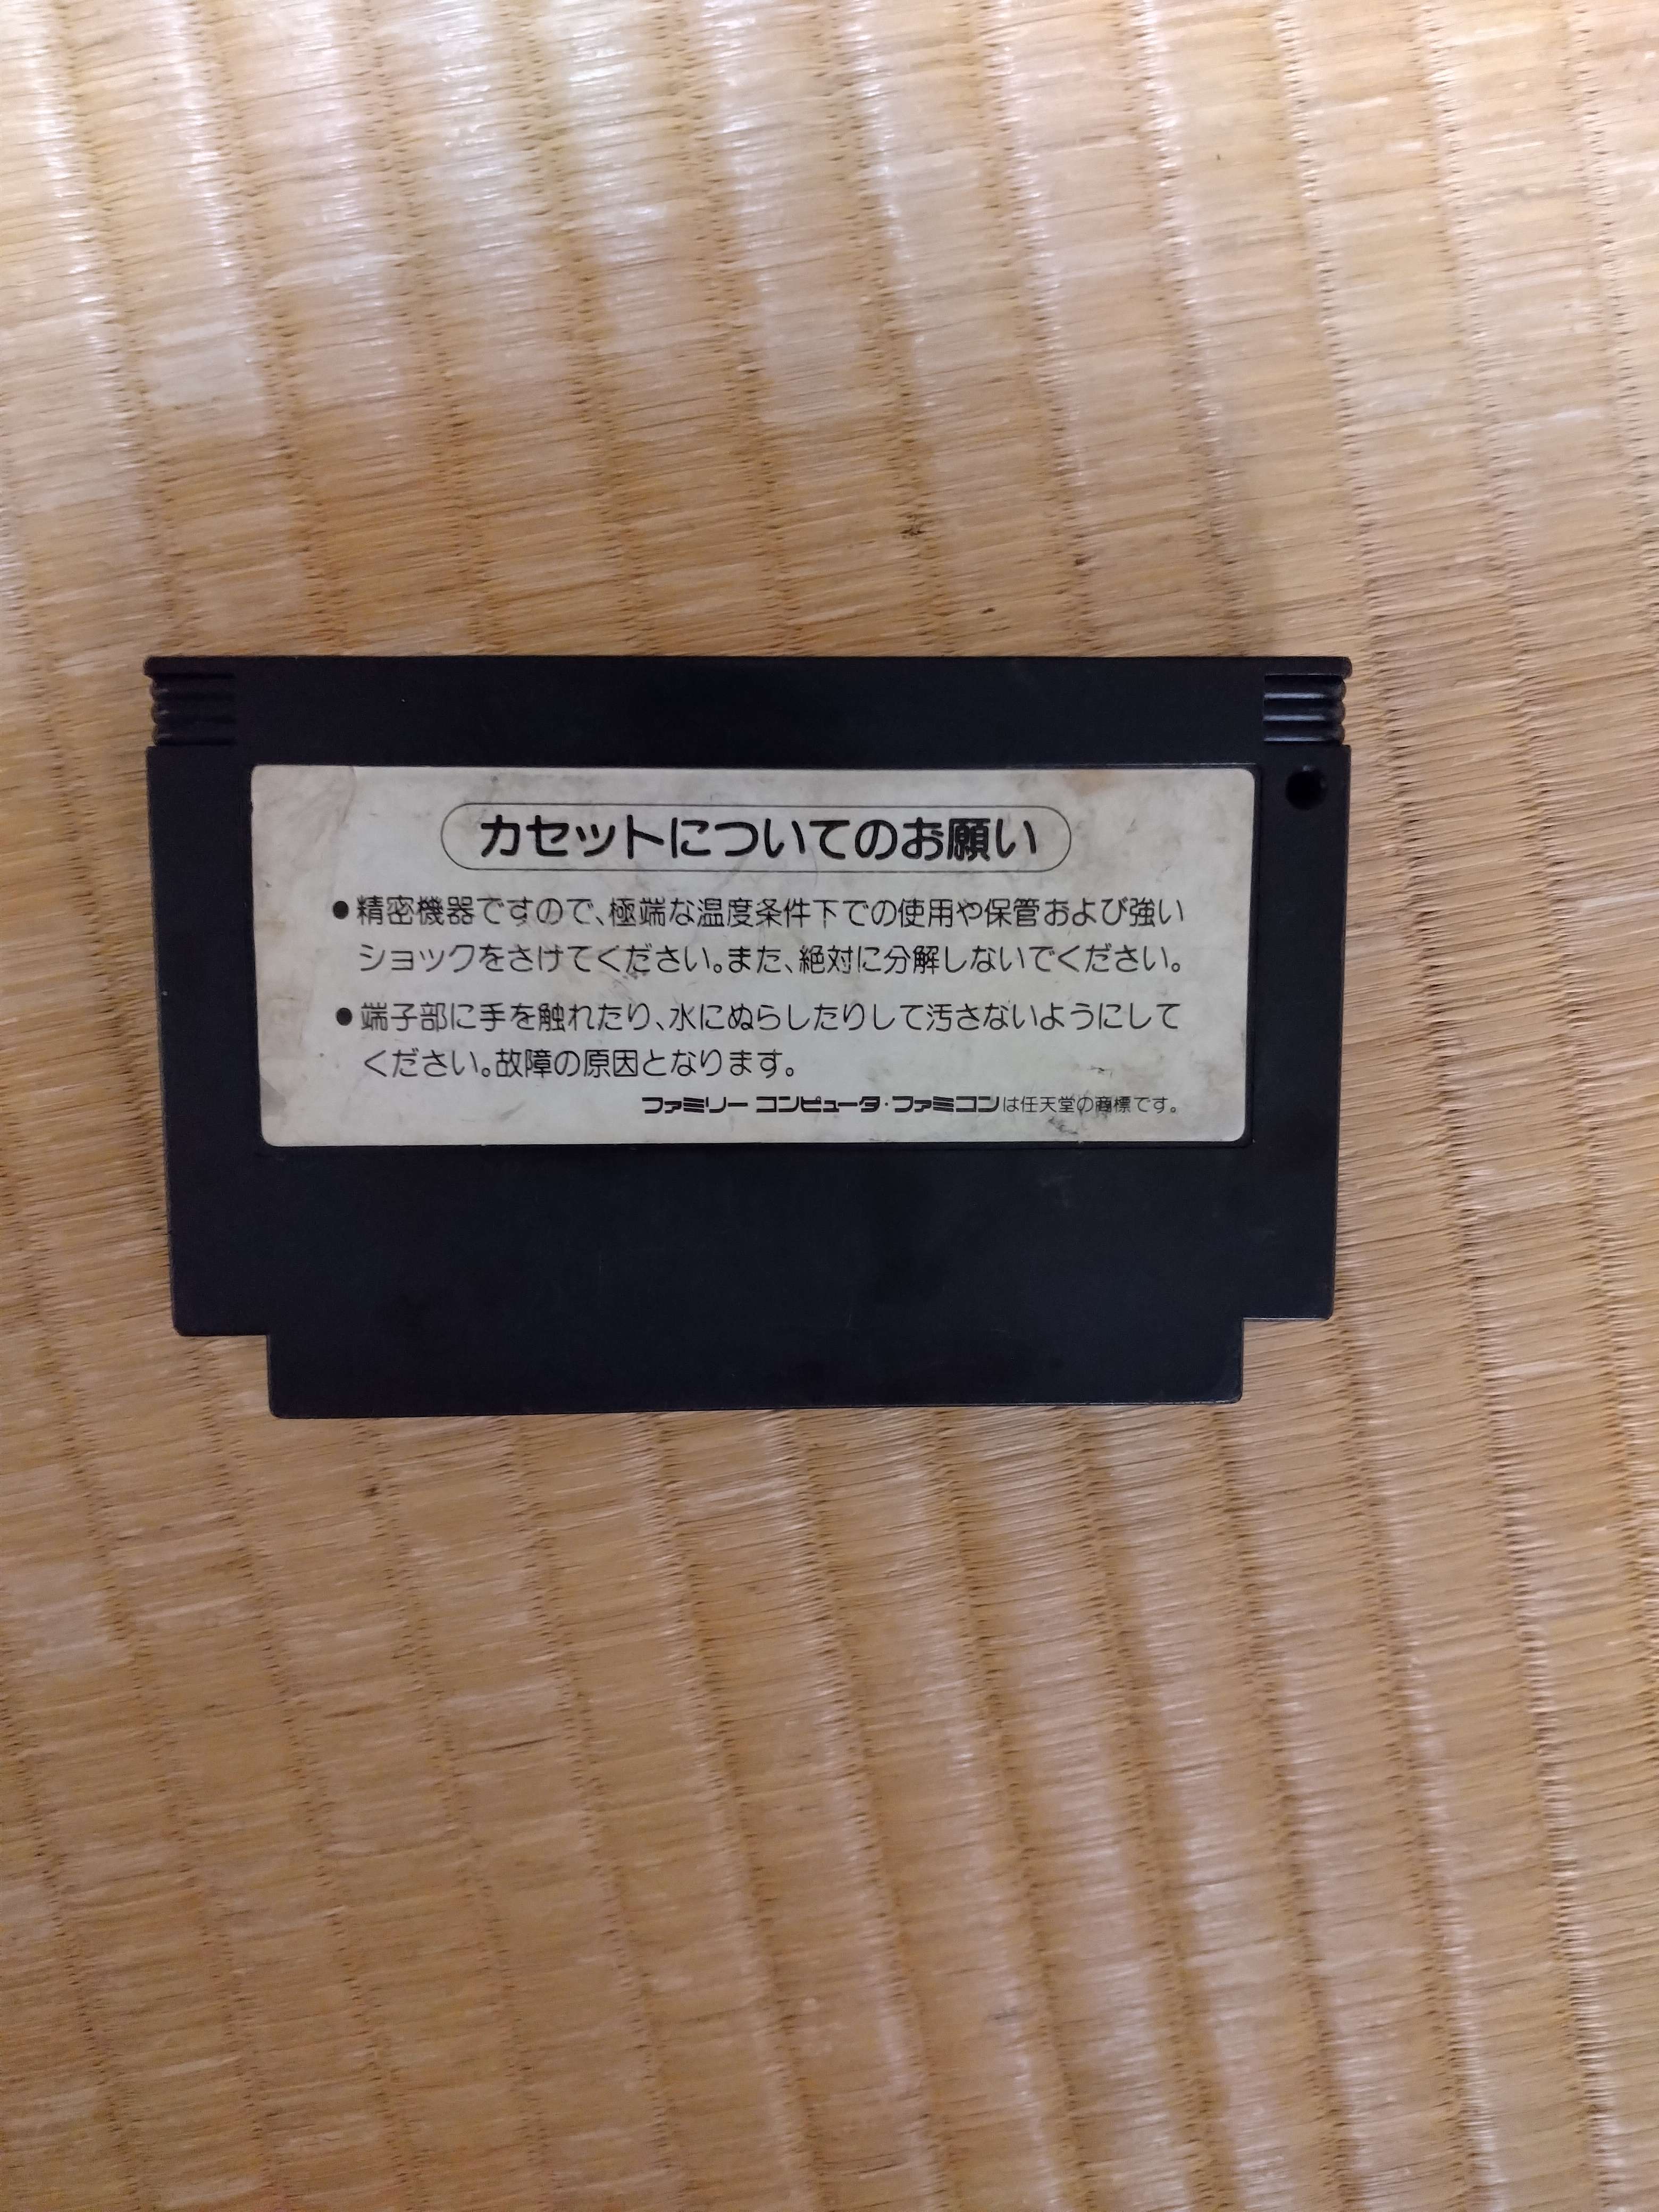 カセットについてのお願い
●精密機器ですので、極端な温度条件下での使用や保管および強い
ショックをさけてください。また、絶対に分解しないでください。
●端子部に手を触れたり、水にぬらしたりして汚さないようにして
ください。故障の原因となります。
ファミリー コンピュータ・ファミコンは任天堂の商標です。